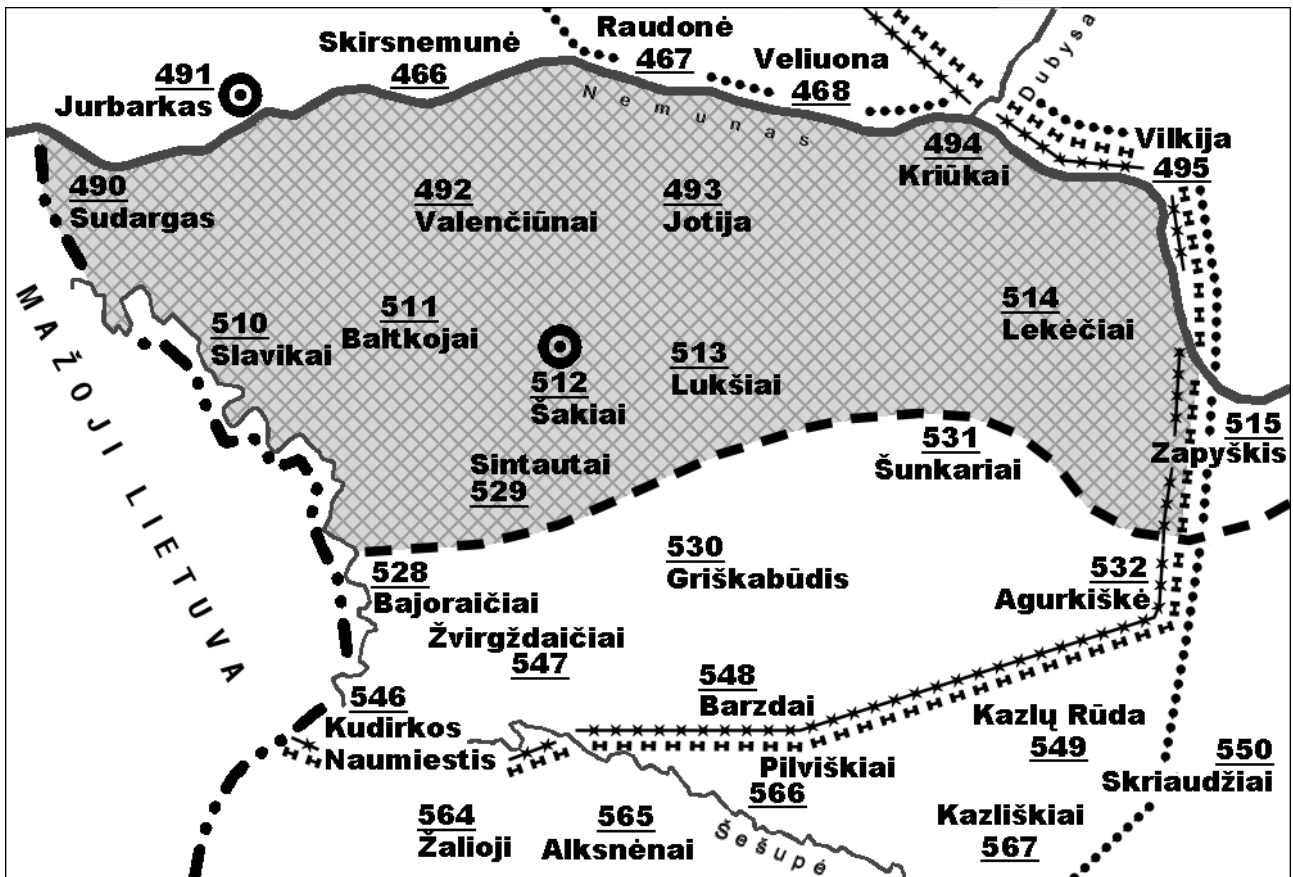 Skirsnemunė
466
Raudonė
467
Veliuona
468
Dubysa
491
Jurbarkas
Nemunas
Vilkija
495
494
Kriūkai
490
Sudargas
492
Valenčiūnai
493
Jotija
510
Slavikai
511
Baltkojai
512
Šakiai
513
Lukšiai
514
Lekėčiai
515
Zapyškis
531
Šunkariai
Sintautai
529
MAŽOJI LIETUVA
528
Bajoraičiai
530
Griškabūdis
532
Agurkiškė
Žvirgždaičiai
547
546
Kudirkos
Naumiestis
548
Barzdai
Kazlų Rūda
549
550
Skriaudžiai
Pilviškiai
566
564
Žalioji
565
Alksnėnai
Šešupė
Kazliškiai
567